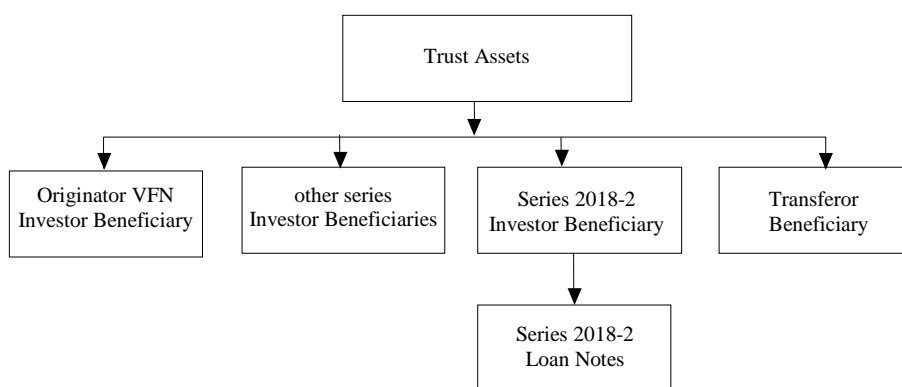 Trust Assets
Originator VFN
Investor Beneficiary
other series
Investor Beneficiaries
Series 2018-2
Investor Beneficiary
Transferor
Beneficiary
Series 2018-2
Loan Notes